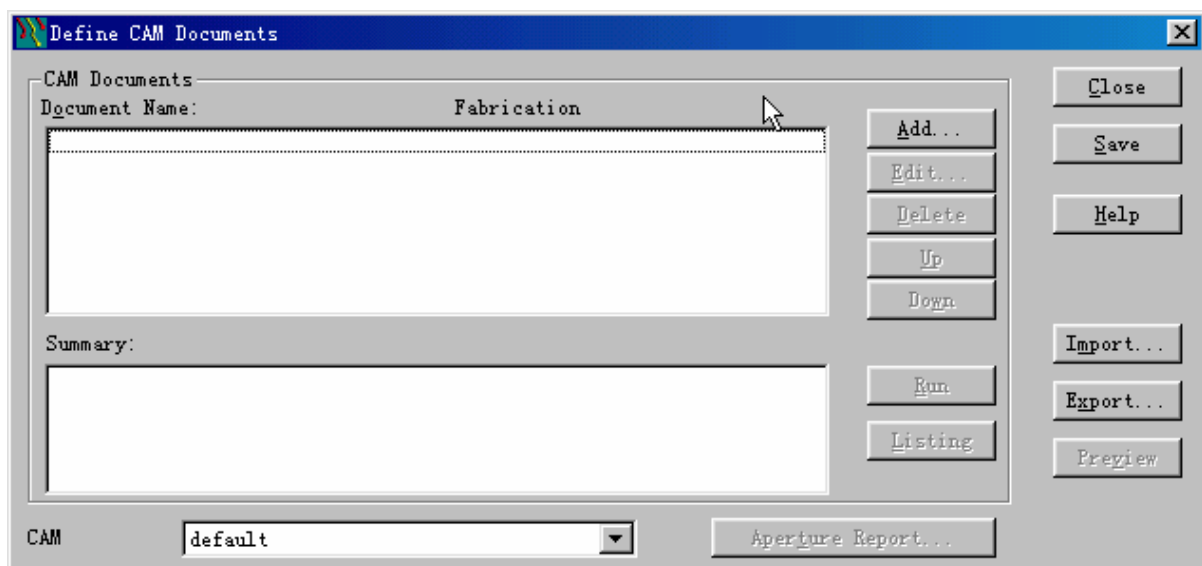 Define CAM Documents
CAM Documents
Document Name: Fabrication
Add...
Edit...
Delete
Up
Down
Summary:
Run
Listing
CAM default
Aperture Report...
Close
Save
Help
Import...
Export...
Preview